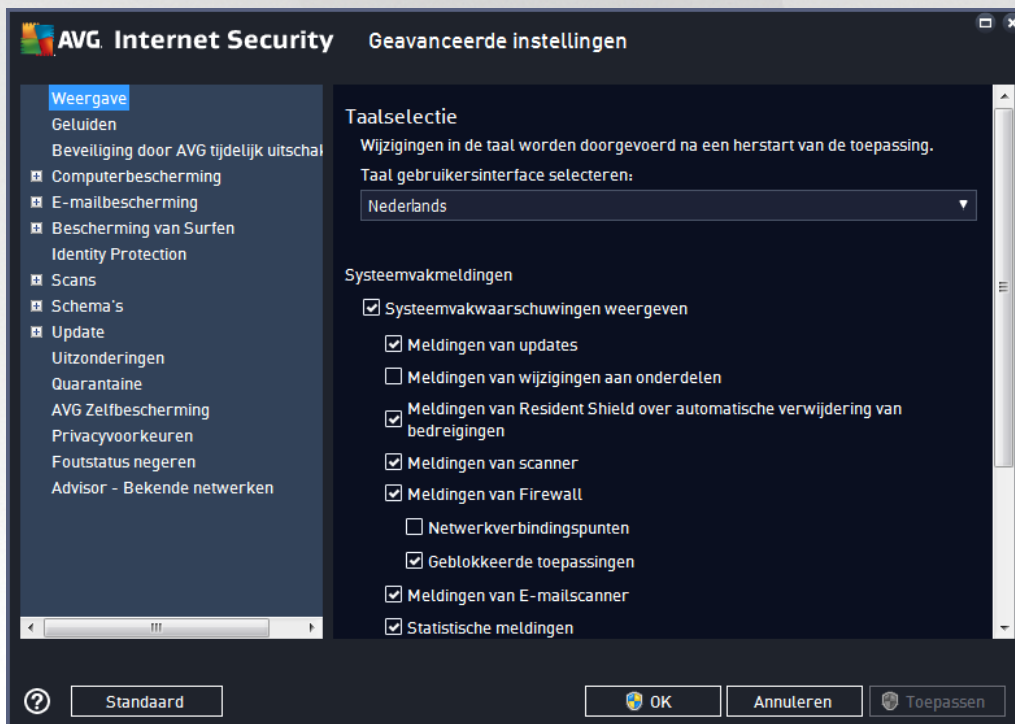 AVG Internet Security Geavanceerde instellingen
Weergave
Geluiden
Beveiliging door AVG tijdelijk uitschak
Computerbescherming
E-mailbescherming
Bescherming van Surfen
Identity Protection
Scans
Schema's
Update
Uitzonderingen
Quarantaine
AVG Zelfbescherming
Privacyvoorkeuren
Foutstatus negeren
Advisor - Bekende netwerken
Taalselectie
Wijzigingen in de taal worden doorgevoerd na een herstart van de toepassing.
Taal gebruikersinterface selecteren:
Nederlands
Systeemvakmeldingen
Systeemvakwaarschuwingen weergeven
Meldingen van updates
Meldingen van wijzigingen aan onderdelen
Meldingen van Resident Shield over automatische verwijdering van
bedreigingen
Meldingen van scanner
Meldingen van Firewall
Netwerkverbindingspunten
Geblokkeerde toepassingen
Meldingen van E-mailscanner
Statistische meldingen
? Standaard OK Annuleren Toepassen